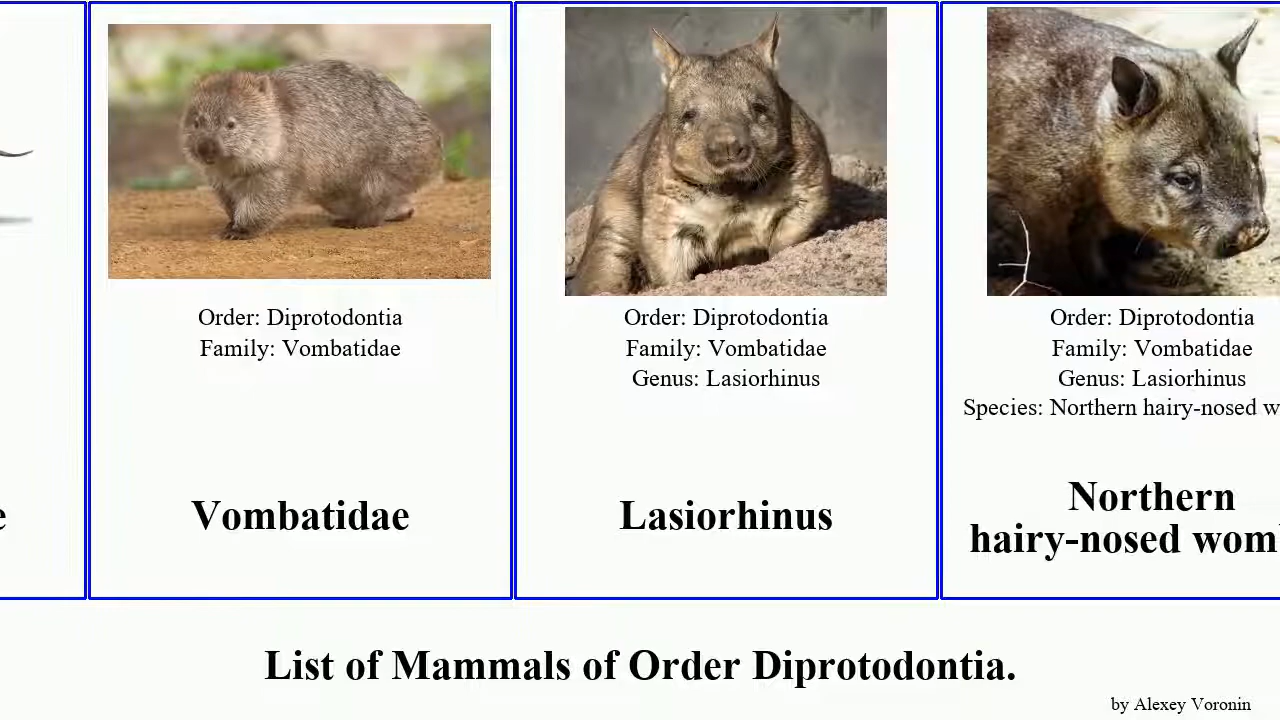 Order: Diprotodontia
Family: Vombatidae
Vombatidae
Order: Diprotodontia
Family: Vombatidae
Genus: Lasiorhinus
Lasiorhinus
Order: Diprotodontia
Family: Vombatidae
Genus: Lasiorhinus
Species: Northern hairy-nosed w
Northern
hairy-nosed wom
List of Mammals of Order Diprotodontia.
by Alexey Voronin